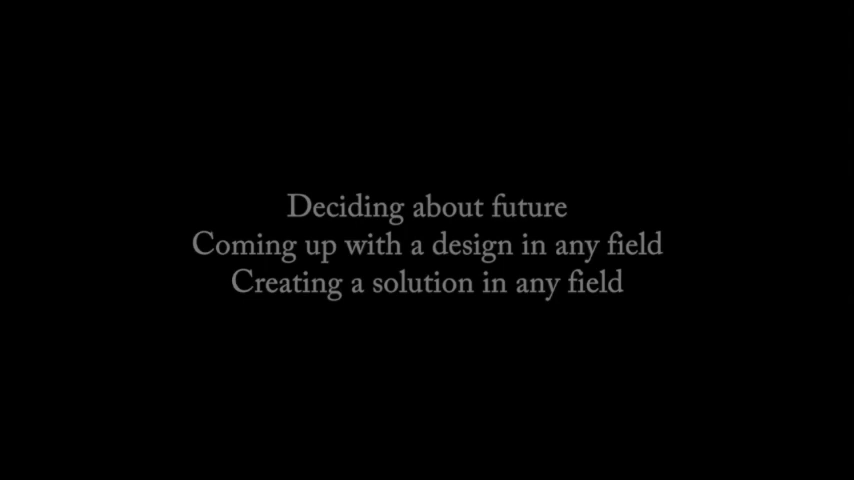 Deciding about future
Coming up with a design in any field
Creating a solution in any field